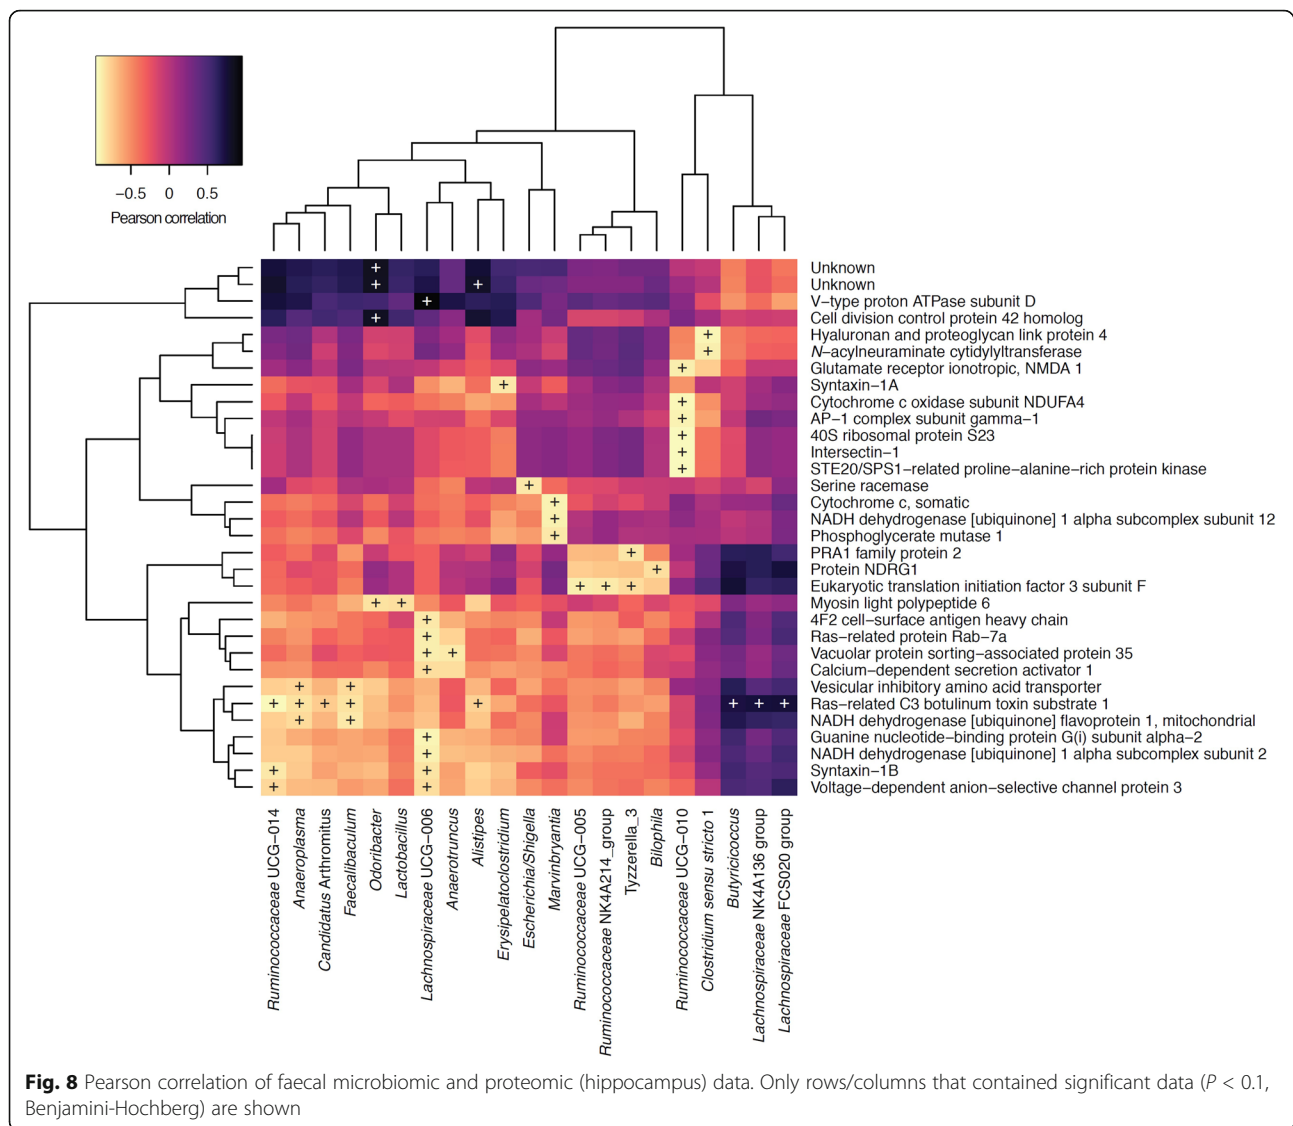 −0.5 0 0.5
Pearson correlation
Unknown
Unknown
V−type proton ATPase subunit D
Cell division control protein 42 homolog
Hyaluronan and proteoglycan link protein 4
N−acylneuraminate cytidylyltransferase
Glutamate receptor ionotropic, NMDA 1
Syntaxin−1A
Cytochrome c oxidase subunit NDUFA4
AP−1 complex subunit gamma−1
40S ribosomal protein S23
Intersectin−1
STE20/SPS1−related proline−alanine−rich protein kinase
Serine racemase
Cytochrome c, somatic
NADH dehydrogenase [ubiquinone] 1 alpha subcomplex subunit 12
Phosphoglycerate mutase 1
PRA1 family protein 2
Protein NDRG1
Eukaryotic translation initiation factor 3 subunit F
Myosin light polypeptide 6
4F2 cell−surface antigen heavy chain
Ras−related protein Rab−7a
Vacuolar protein sorting−associated protein 35
Calcium−dependent secretion activator 1
Vesicular inhibitory amino acid transporter
Ras−related C3 botulinum toxin substrate 1
NADH dehydrogenase [ubiquinone] flavoprotein 1, mitochondrial
Guanine nucleotide−binding protein G(i) subunit alpha−2
NADH dehydrogenase [ubiquinone] 1 alpha subcomplex subunit 2
Syntaxin−1B
Voltage−dependent anion−selective channel protein 3
Ruminococcaceae UCG−014
Anaeroplasma
Candidatus Arthromitus
Faecalibaculum
Odoribacter
Lactobacillus
Lachnospiraceae UCG−006
Anaerotruncus
Alistipes
Erysipelatoclostridium
Escherichia/Shigella
Marvinbryantia
Ruminococcaceae UCG−005
Ruminococcaceae NK4A214_group
Tyzzerella_3
Bilophila
Ruminococcaceae UCG−010
Clostridium sensu stricto 1
Butyricicoccus
Lachnospiraceae NK4A136 group
Lachnospiraceae FCS020 group
Fig. 8 Pearson correlation of faecal microbiomic and proteomic (hippocampus) data. Only rows/columns that contained significant data (P < 0.1,
Benjamini-Hochberg) are shown